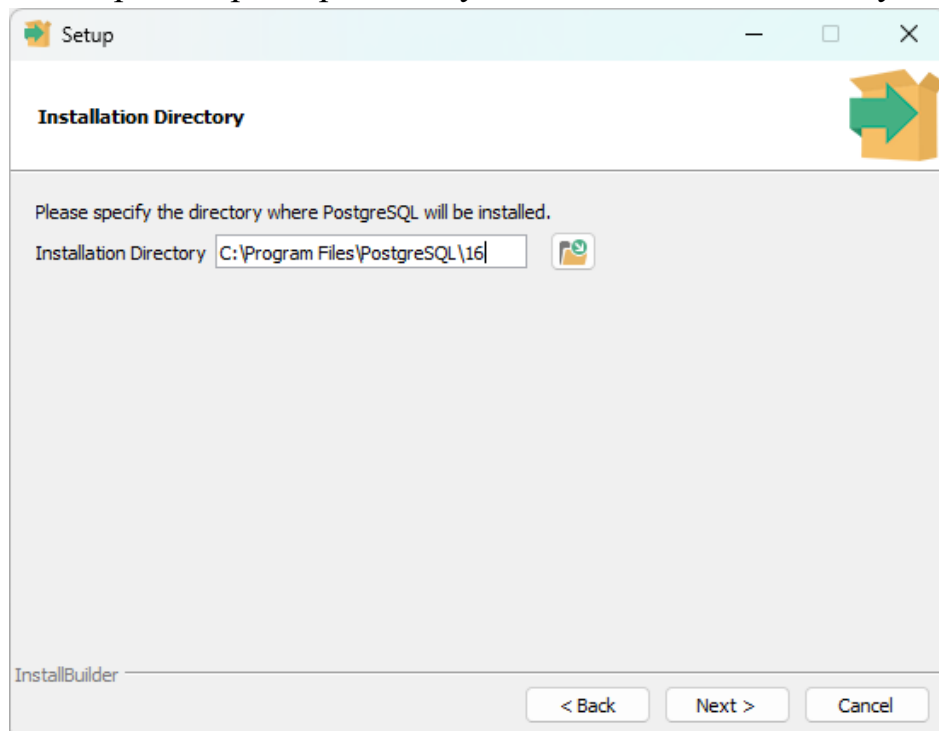 Setup
Installation Directory
Please specify the directory where PostgreSQL will be installed.
Installation Directory C:\Program Files\PostgreSQL\16
InstallBuilder
< Back Next > Cancel